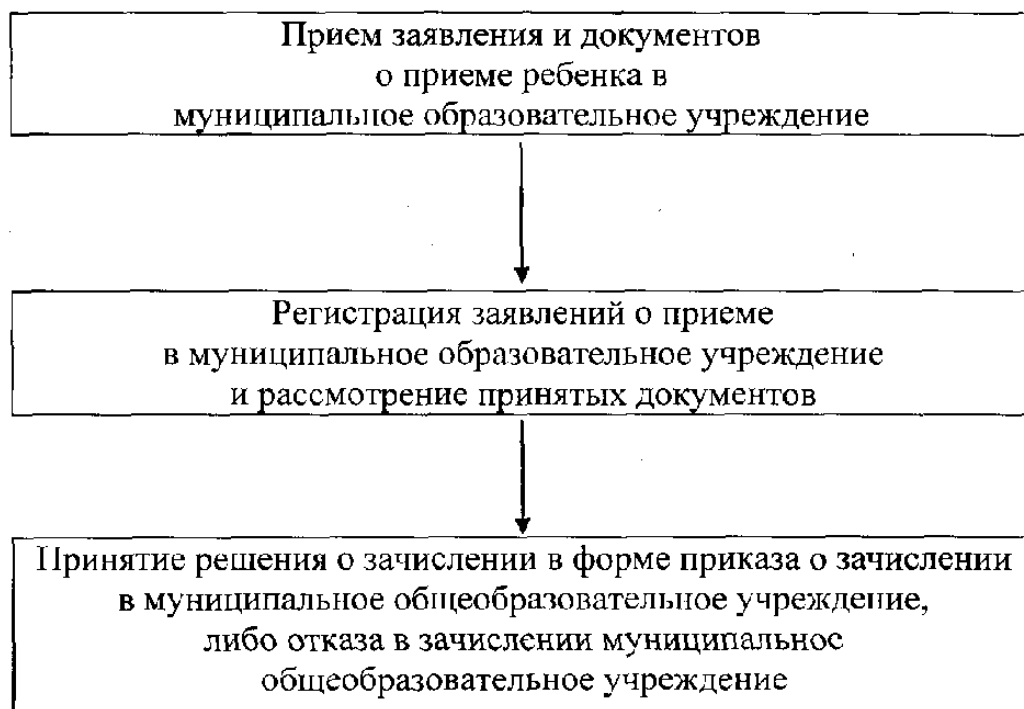 Прием заявления и документов
о приеме ребенка в
муниципальное образовательное учреждение
Регистрация заявлений о приеме
в муниципальное образовательное учреждение
и рассмотрение принятых документов
Принятие решения о зачислении в форме приказа о зачислении
в муниципальное общеобразовательное учреждение,
либо отказа в зачислении муниципальное
общеобразовательное учреждение